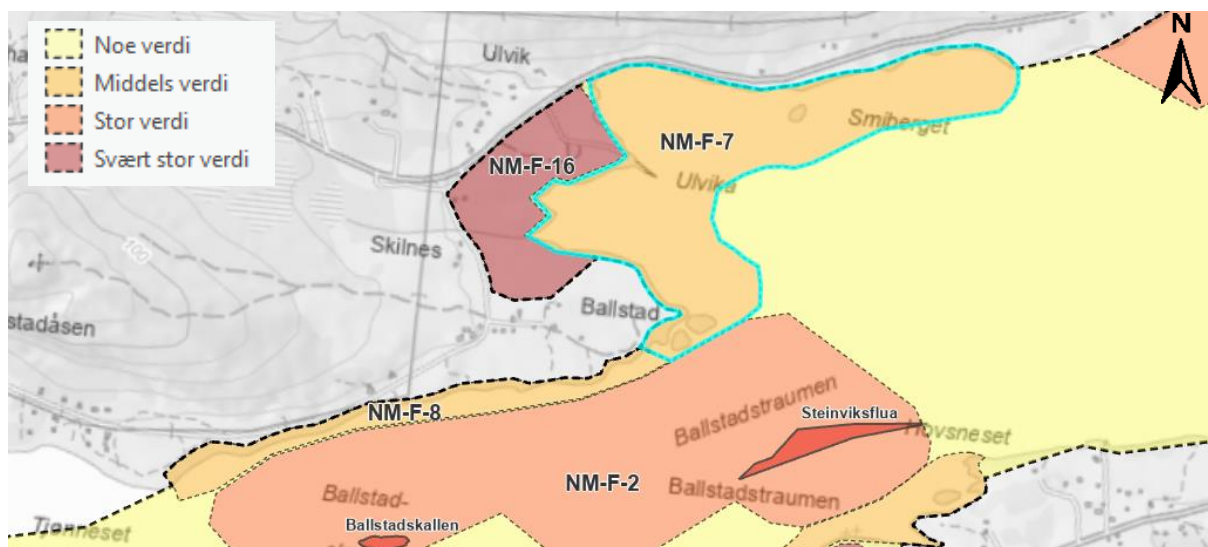 Noe verdi
Middels verdi
Stor verdi
Svært stor verdi
N
Ulvik
Smiberget
NM-F-7
NM-F-16
Ulvika
Skilnes
100
Ballstad
stadåsen
NM-F-8
Ballstadstraumen
Steinviksflua
Hovsneset
NM-F-2
Ballstadstraumen
Ballstad-
Ballstadskallen
Tjønneset